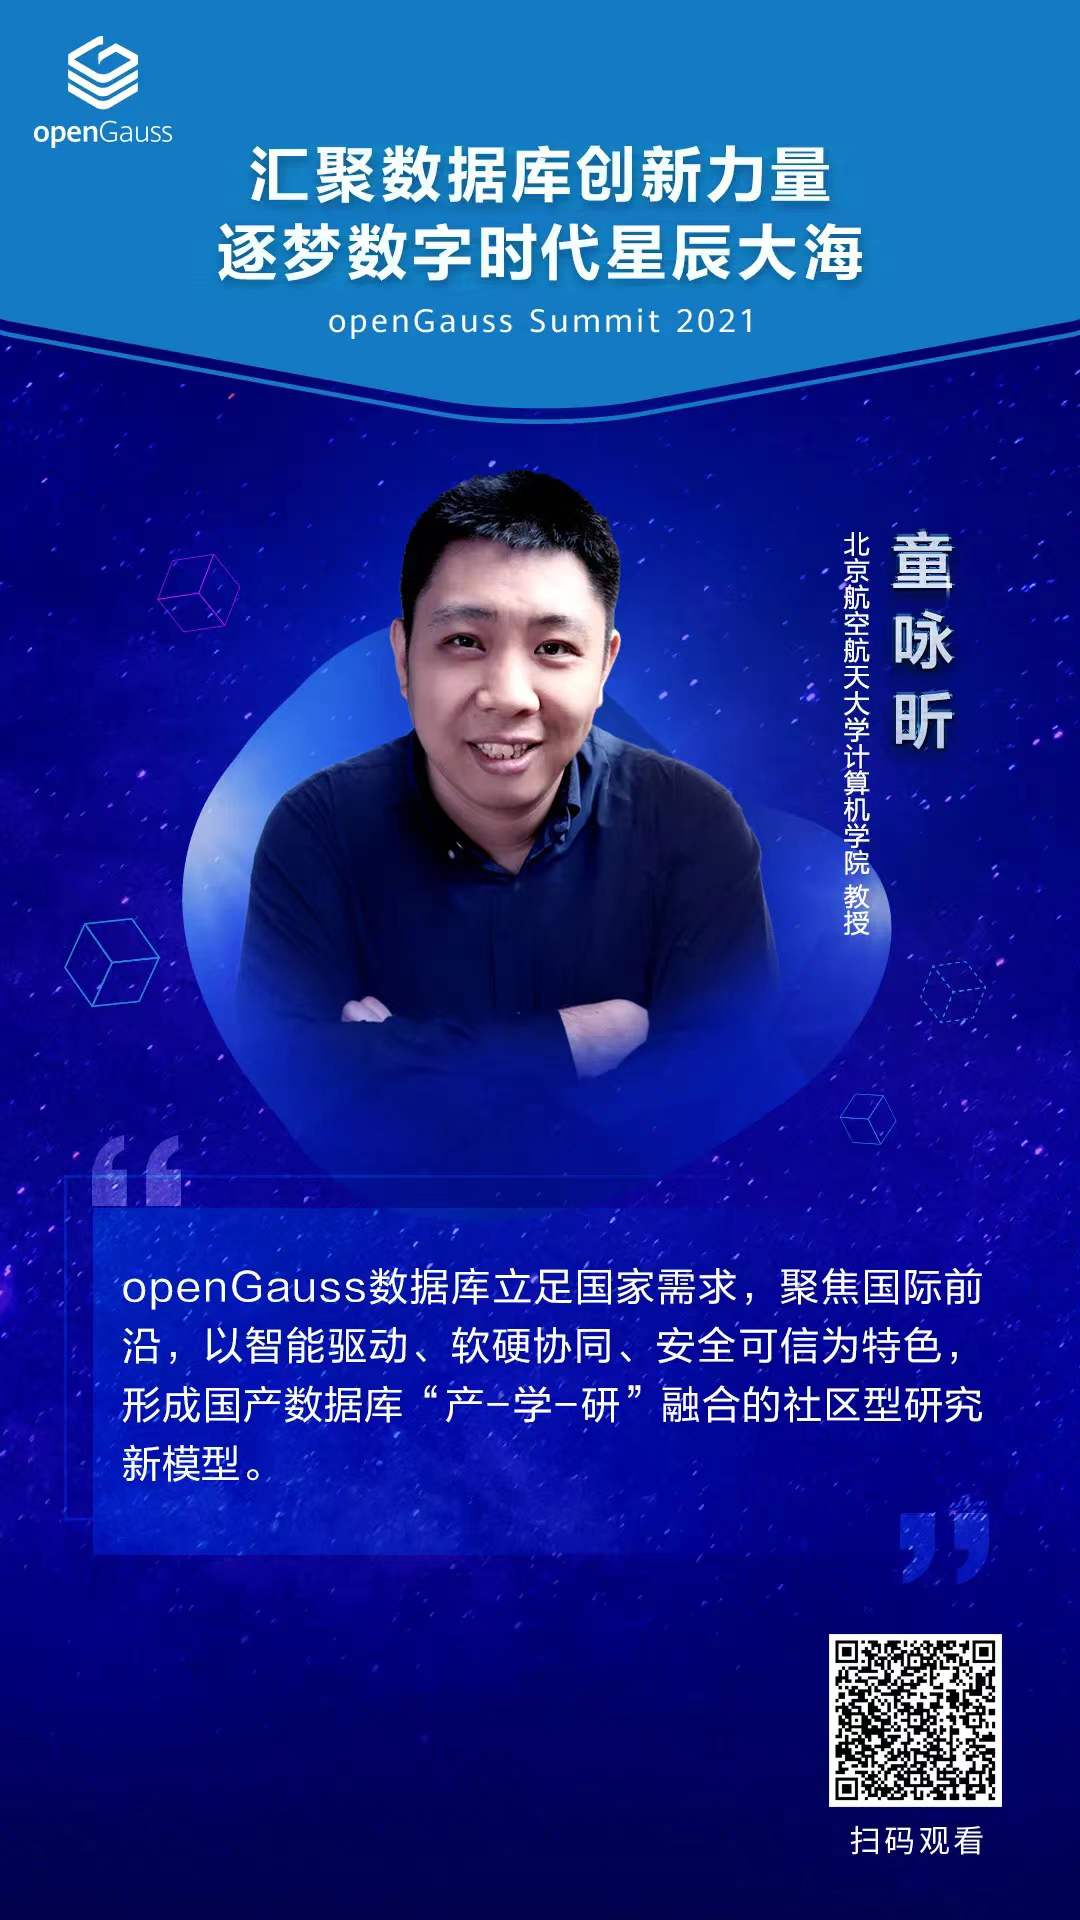 openGauss
汇聚数据库创新力量
逐梦数字时代星辰大海
openGauss Summit 2021
童咏昕
北京航空航天大学计算机学院 教授
“
openGauss数据库立足国家需求，聚焦国际前
沿，以智能驱动、软硬协同、安全可信为特色，
形成国产数据库“产-学-研”融合的社区型研究
新模型。
”
扫码观看